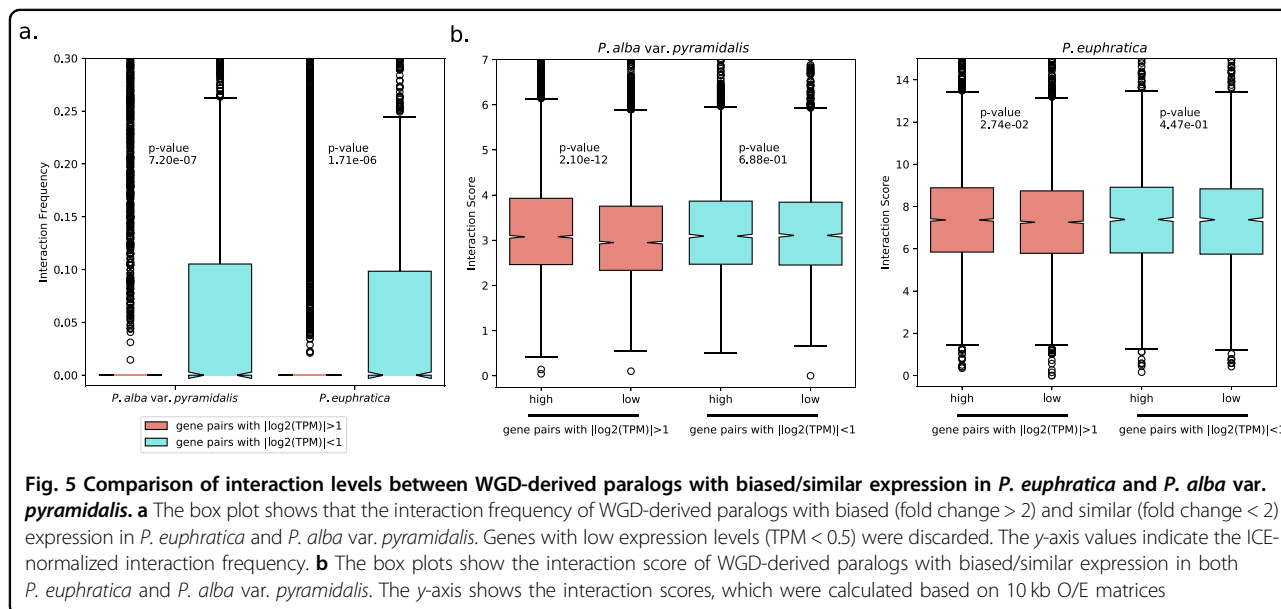 a.
0.30
0.25
0.20
0.15
0.10
0.05
0.00
Interaction Frequency
p-value
7.20e-07
p-value
1.71e-06
P. alba var. pyramidalis
P.euphratica
gene pairs with |log2(TPM)|>1
gene pairs with |log2(TPM)|<1
b.
P. alba var. pyramidalis
7
6
5
4
3
2
1
0
Interaction Score
p-value
2.10e-12
p-value
6.88e-01
high
low
high
low
gene pairs with |log2(TPM)|>1
gene pairs with |log2(TPM)|<1
P. euphratica
14
12
10
8
6
4
2
0
Interaction Score
p-value
2.74e-02
p-value
4.47e-01
high
low
high
low
gene pairs with |log2(TPM)|>1
gene pairs with |log2(TPM)|<1
Fig. 5 Comparison of interaction levels between WGD-derived paralogs with biased/similar expression in P. euphratica and P. alba var.
pyramidalis. a The box plot shows that the interaction frequency of WGD-derived paralogs with biased (fold change > 2) and similar (fold change < 2)
expression in P. euphratica and P. alba var. pyramidalis. Genes with low expression levels (TPM < 0.5) were discarded. The y-axis values indicate the ICE-
normalized interaction frequency. b The box plots show the interaction score of WGD-derived paralogs with biased/similar expression in both
P. euphratica and P. alba var. pyramidalis. The y-axis shows the interaction scores, which were calculated based on 10 kb O/E matrices